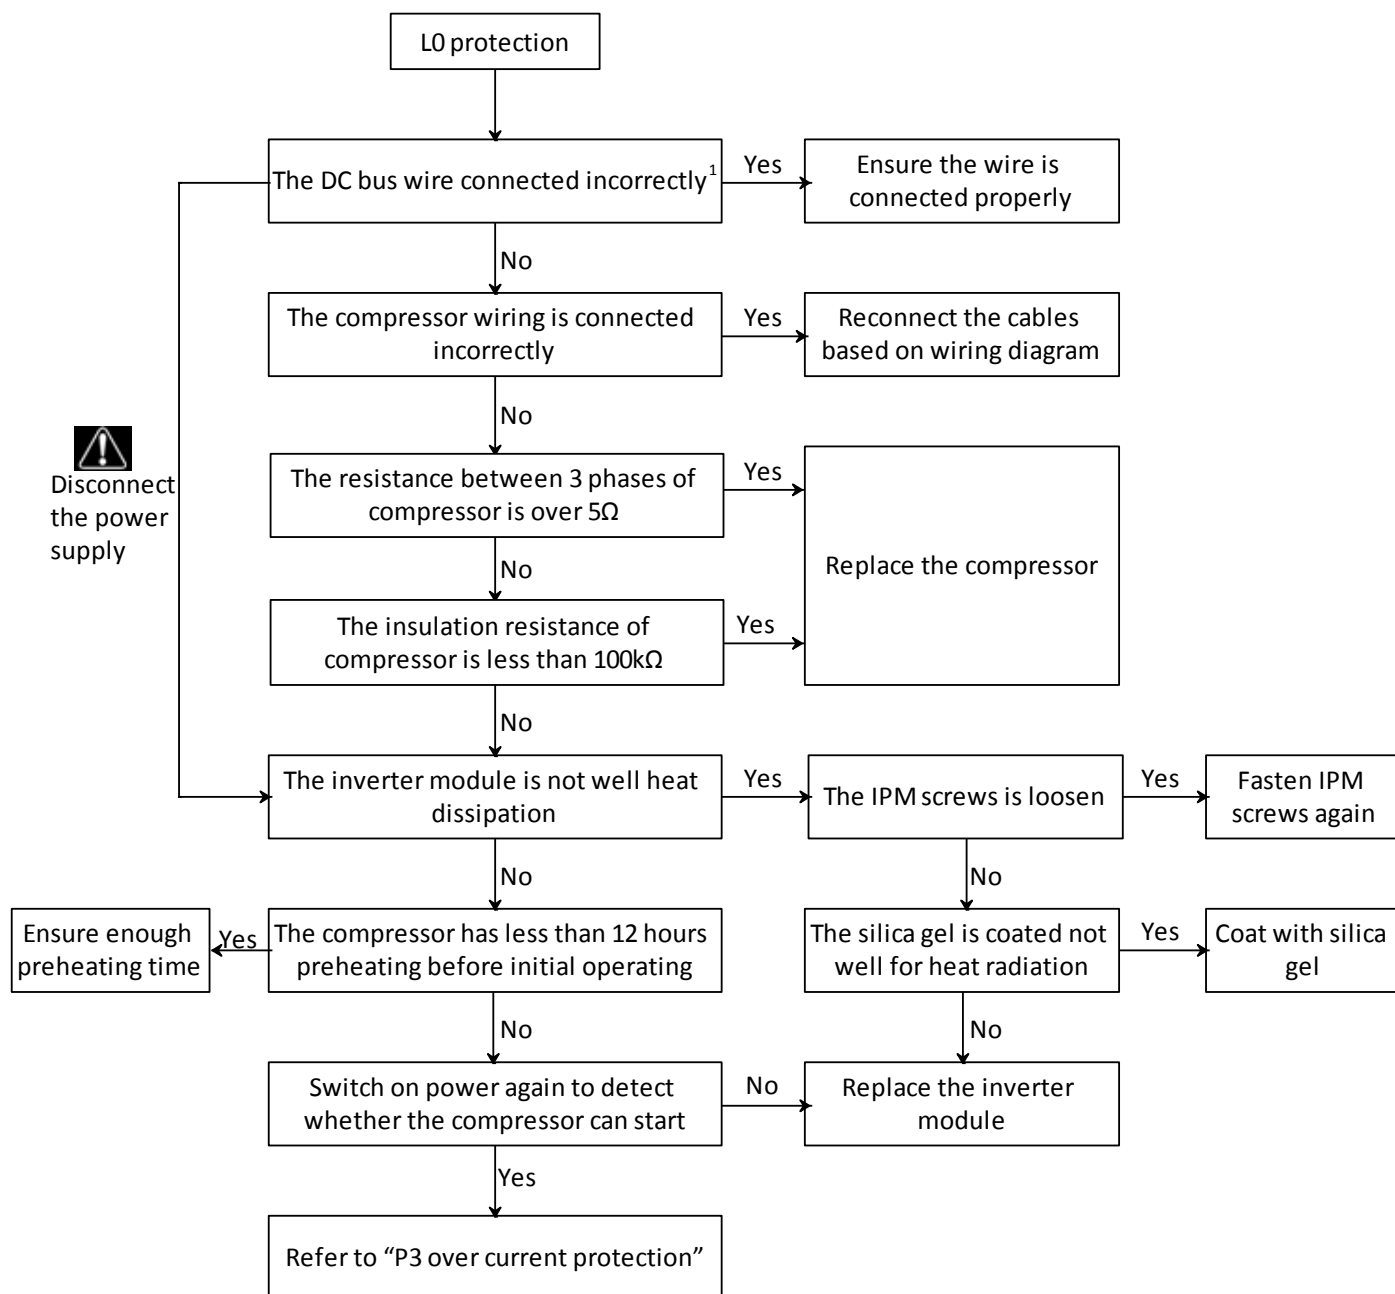 L0 protection
The DC bus wire connected incorrectly1
Yes
Ensure the wire is
connected properly
No
The compressor wiring is connected
incorrectly
Yes
Reconnect the cables
based on wiring diagram
No
Disconnect
the power
supply
The resistance between 3 phases of
compressor is over 5Ω
Yes
Replace the compressor
No
The insulation resistance of
compressor is less than 100kΩ
Yes
No
The inverter module is not well heat
dissipation
Yes
The IPM screws is loosen
Yes
Fasten IPM
screws again
No
No
Ensure enough
preheating time
Yes
The compressor has less than 12 hours
preheating before initial operating
The silica gel is coated not
well for heat radiation
Yes
Coat with silica
gel
No
No
Switch on power again to detect
whether the compressor can start
No
Replace the inverter
module
Yes
Refer to “P3 over current protection”